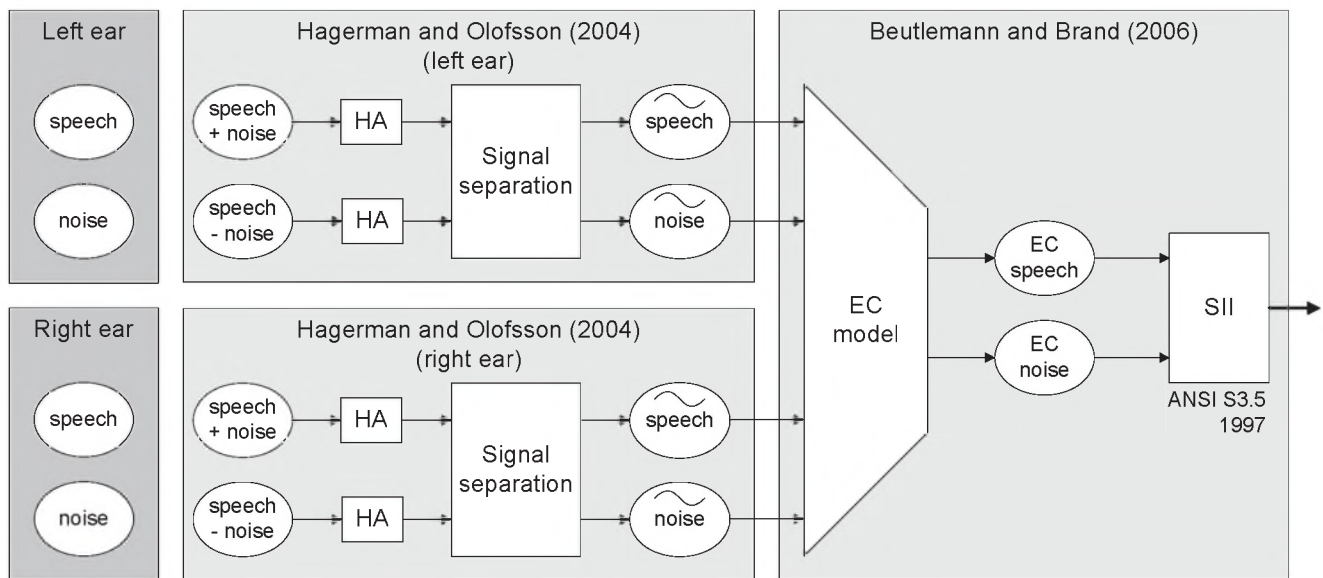 Left ear
speech
noise
Hagerman and Olofsson (2004)
(left ear)
speech
+ noise
HA
speech
- noise
HA
Signal
separation
speech
noise
Right ear
speech
noise
Hagerman and Olofsson (2004)
(right ear)
speech
+ noise
HA
speech
- noise
HA
Signal
separation
speech
noise
Beutlemann and Brand (2006)
EC
model
EC
speech
EC
noise
SII
ANSI S3.5
1997